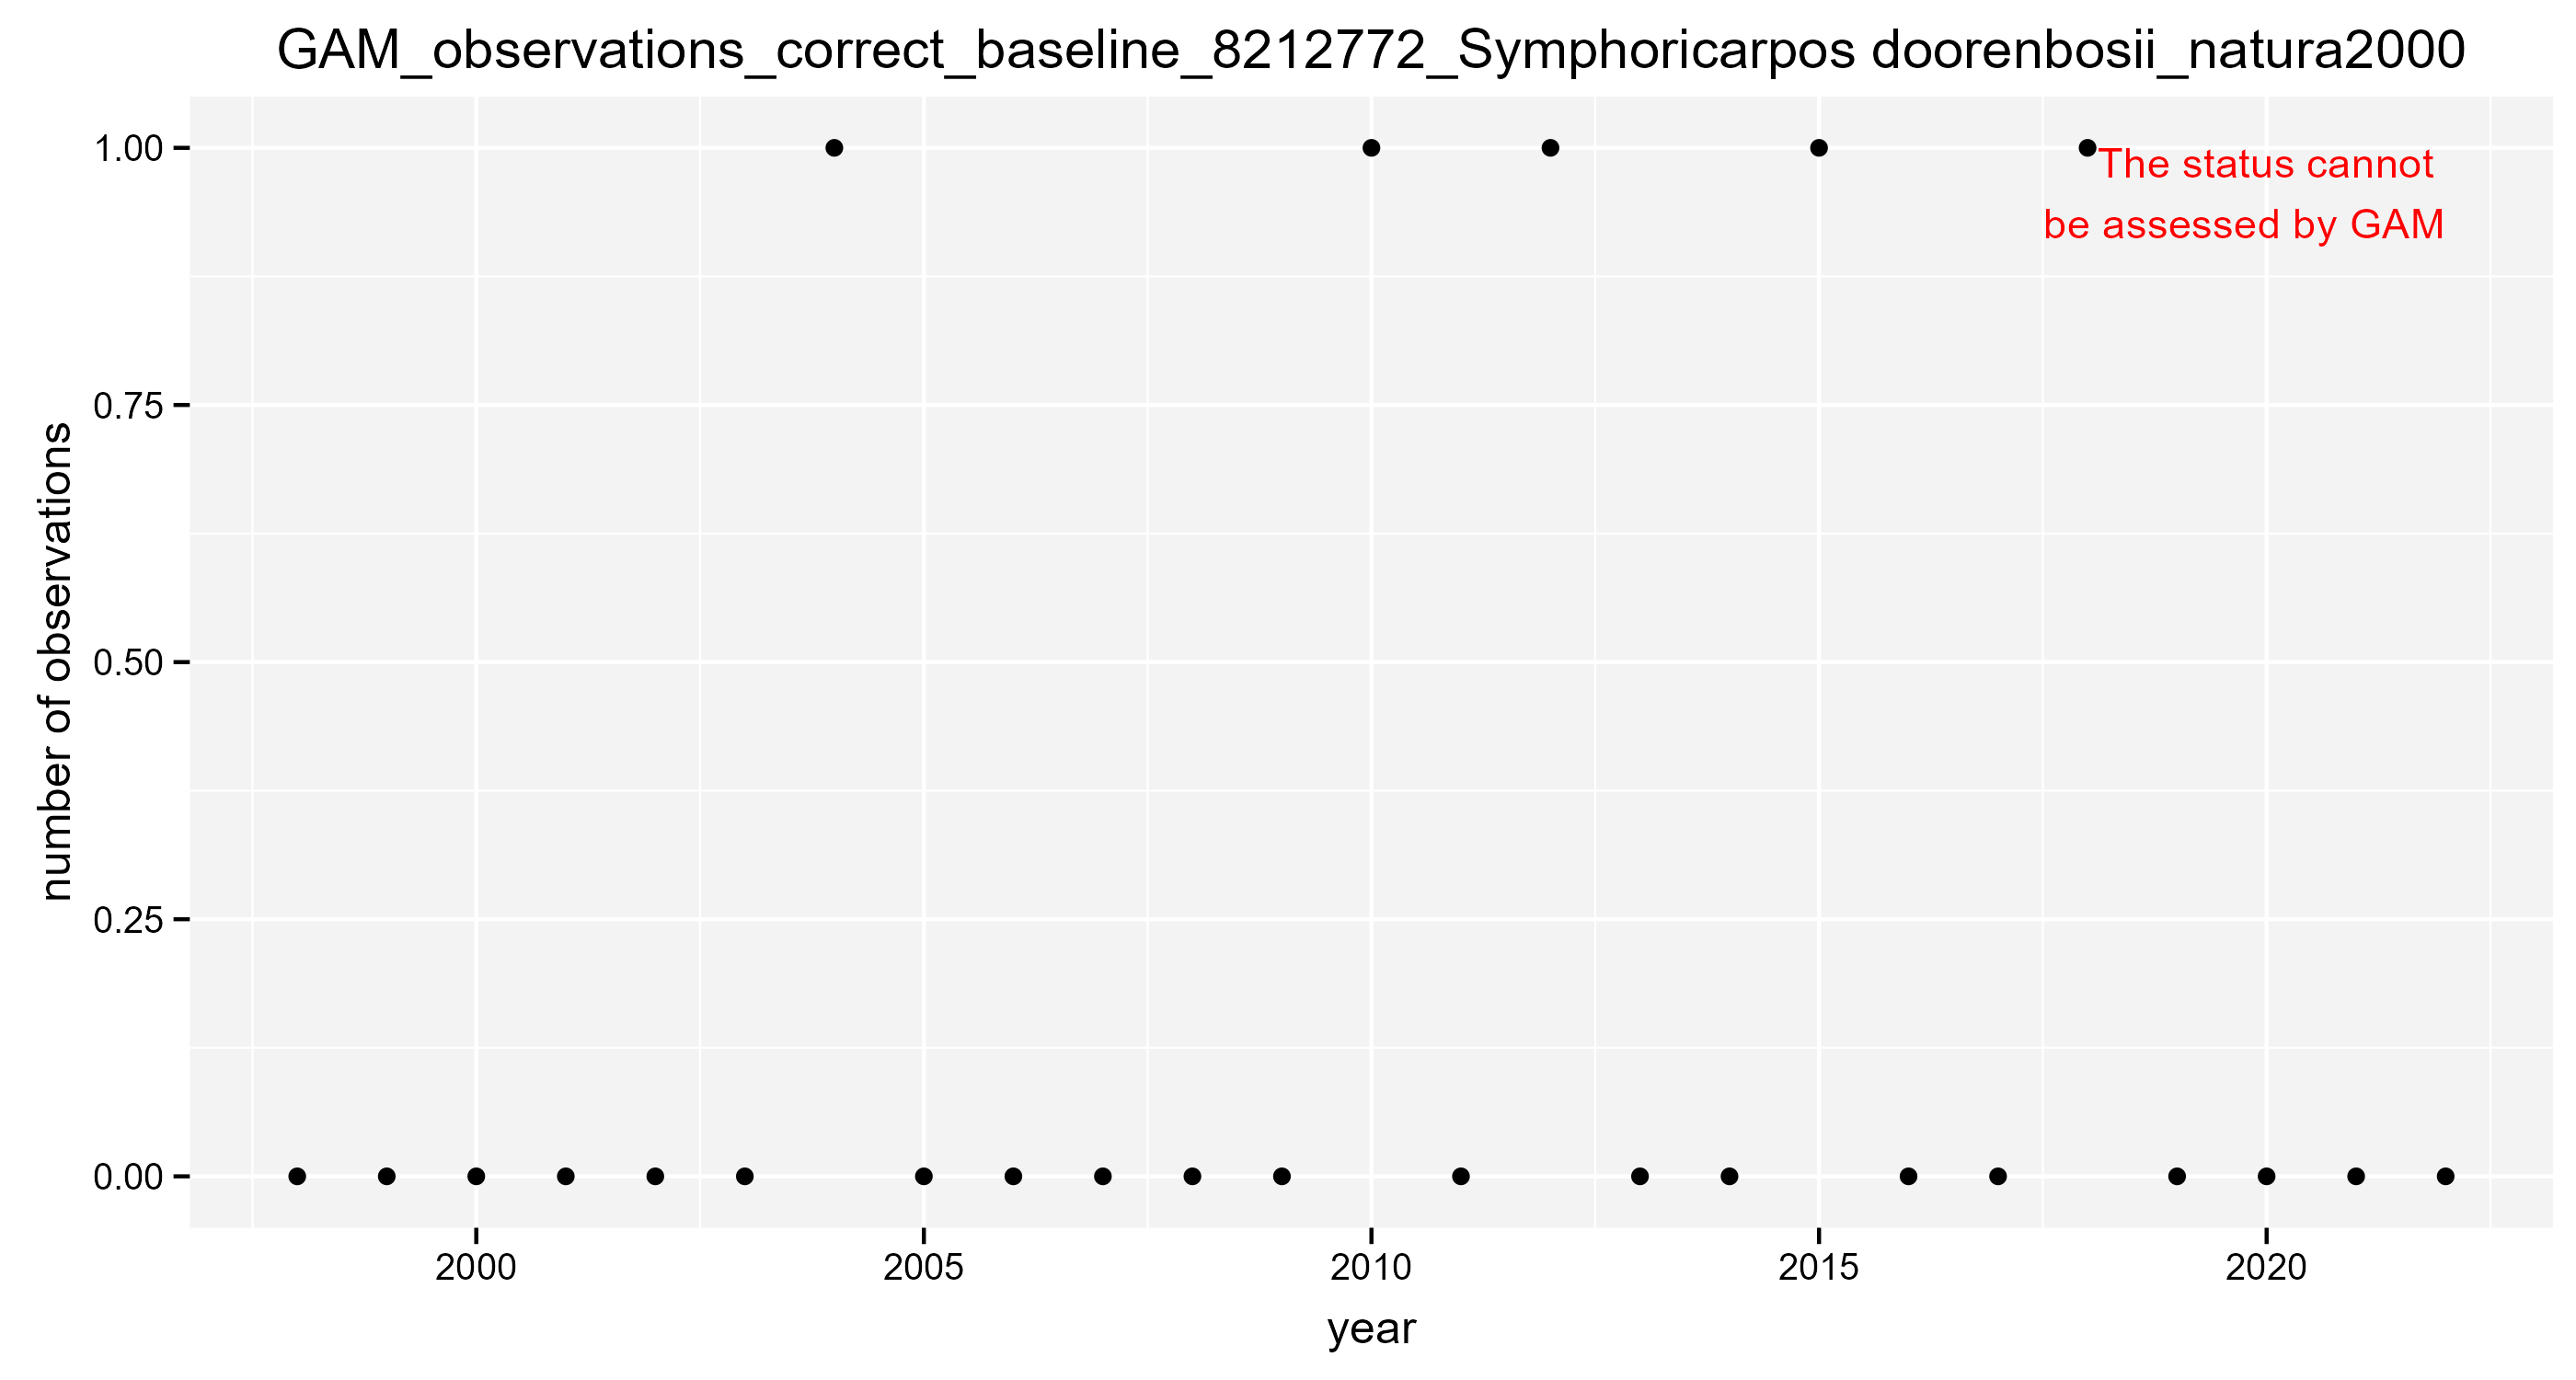 GAM_observations_correct_baseline_8212772_Symphoricarpos doorenbosii_natura2000
1.00
The status cannot
be assessed by GAM
0.75
number of observations
0.50
0.25
0.00
2000 2005 2010 2015 2020
year